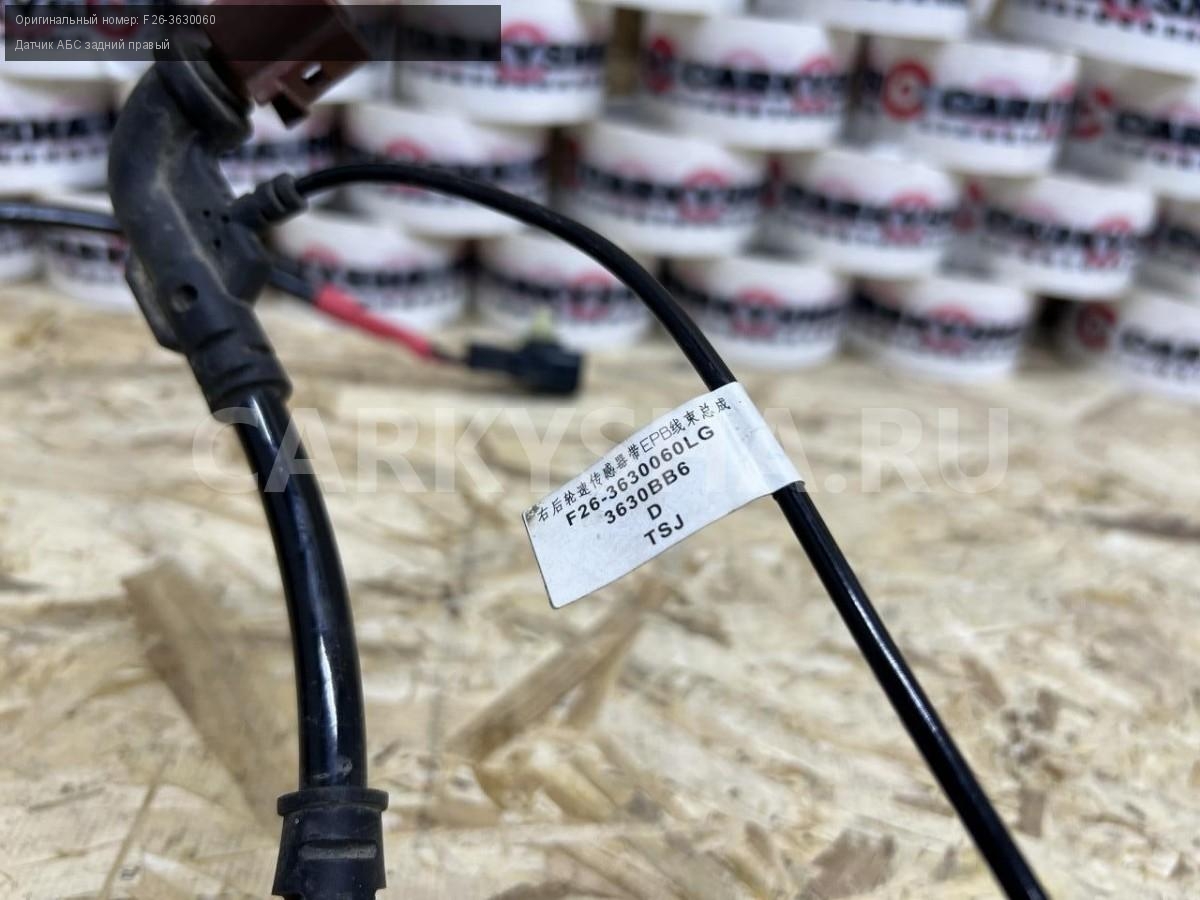 Оригинальный номер: F26-3630060
Датчик АБС задний правый
右后轮速传感器带EPB线束总成
F26-3630060LG
3630BB6
D
TSJ
CARKYSHA.RU